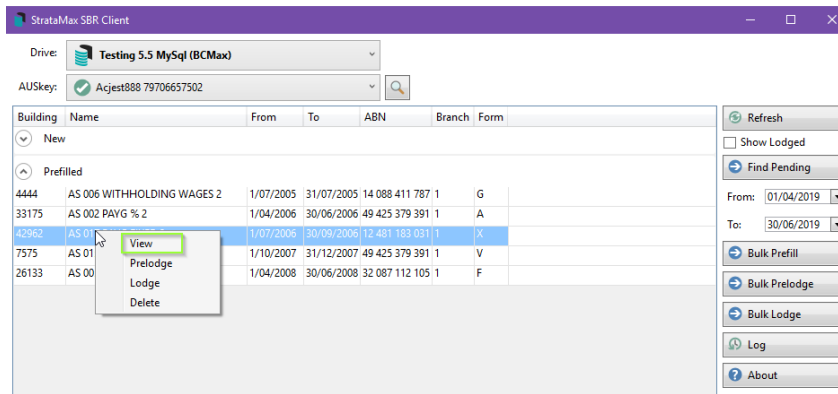 StrataMax SBR Client
Drive: Testing 5.5 MySql (BCMax)
AUSkey: Acjest888 79706657502
Building Name From To ABN Branch Form
New
Prefilled
4444 AS 006 WITHHOLDING WAGES 2 1/07/2005 31/07/2005 14 088 411 787 1 G
33175 AS 002 PAYG % 2 1/04/2006 30/06/2006 49 425 379 391 1 A
42962 AS 01 1/07/2006 30/09/2006 12 481 183 031 1 X
7575 AS 01 1/10/2007 31/12/2007 49 425 379 391 1 V
26133 AS 00 1/04/2008 30/06/2008 32 087 112 105 1 F
View
Prelodge
Lodge
Delete
Refresh
Show Lodged
Find Pending
From: 01/04/2019
To: 30/06/2019
Bulk Prefill
Bulk Prelodge
Bulk Lodge
Log
About